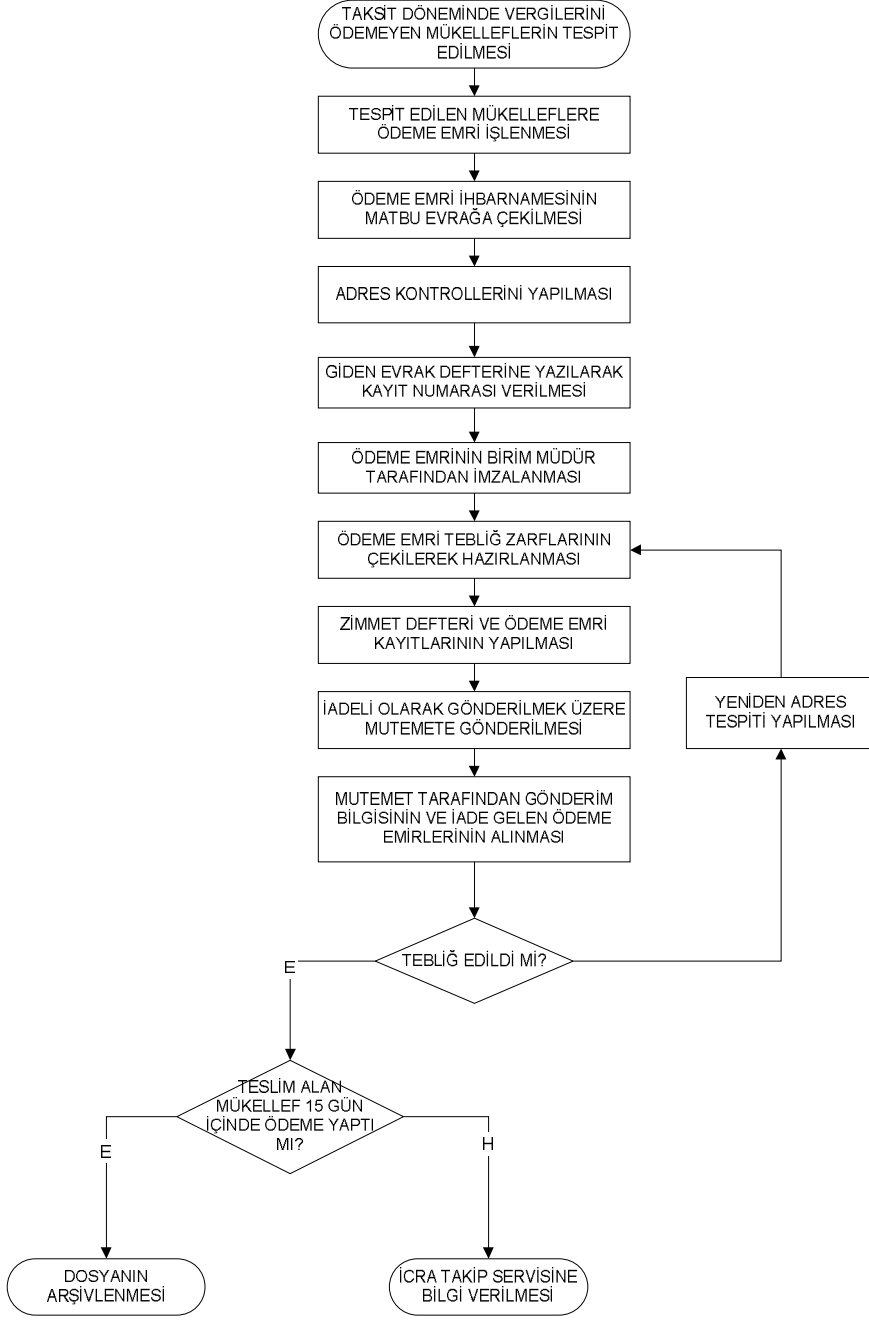 TAKSİT DÖNEMİNDE VERGİLERİNİ
ÖDEMEYEN MÜKELLEFLERİN TESPİT
EDİLMESİ
TESPİT EDİLEN MÜKELLEFLERE
ÖDEME EMRİ İŞLENMESİ
ÖDEME EMRİ İHBARNAMESİNİN
MATBU EVRAĞA ÇEKİLMESİ
ADRES KONTROLLERİNİ YAPILMASI
GİDEN EVRAK DEFTERİNE YAZILARAK
KAYIT NUMARASI VERİLMESİ
ÖDEME EMRİNİN BİRİM MÜDÜR
TARAFINDAN İMZALANMASI
ÖDEME EMRİ TEBLİĞ ZARFLARININ
ÇEKİLEREK HAZIRLANMASI
ZİMMET DEFTERİ VE ÖDEME EMRİ
KAYITLARININ YAPILMASI
İADELİ OLARAK GÖNDERİLMEK ÜZERE
MUTEMETE GÖNDERİLMESİ
YENİDEN ADRES
TESPİTİ YAPILMASI
MUTEMET TARAFINDAN GÖNDERİM
BİLGİSİNİN VE İADE GELEN ÖDEME
EMİRLERİNİN ALINMASI
TEBLİĞ EDİLDİ Mİ?
E
TESLİM ALAN
MÜKELLEF 15 GÜN
İÇİNDE ÖDEME YAPTI
MI?
E
H
DOSYANIN
ARŞİVLENMESİ
İCRA TAKİP SERVİSİNE
BİLGİ VERİLMESİ